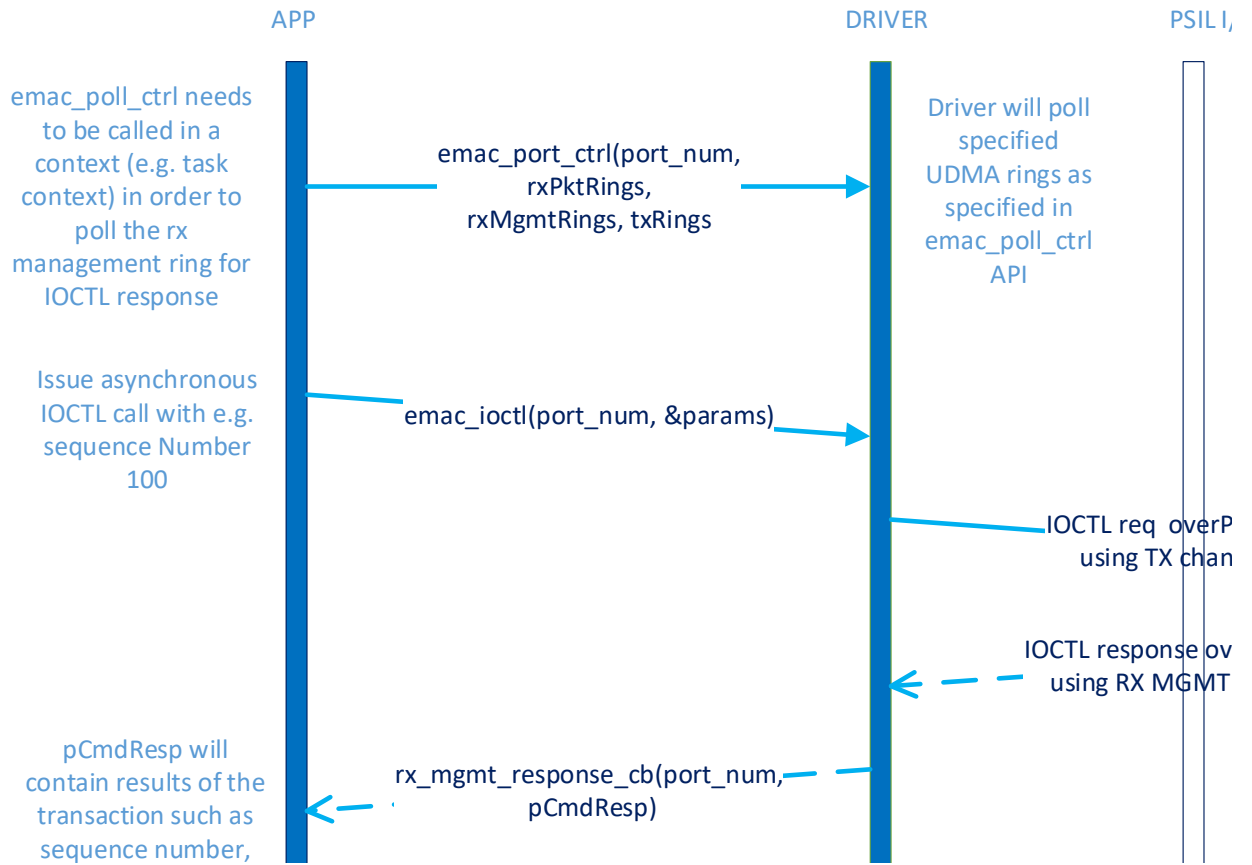 APP
DRIVER
PSIL I/
emac_poll_ctrl needs
to be called in a
context (e.g. task
context) in order to
poll the rx
management ring for
IOCTL response
emac_port_ctrl(port_num,
rxPktRings,
rxMgmtRings, txRings
Driver will poll
specified
UDMA rings as
specified in
emac_poll_ctrl
API
Issue asynchronous
IOCTL call with e.g.
sequence Number
100
emac_ioctl(port_num, &params)
IOCTL req overP
using TX chan
IOCTL response ov
using RX MGMT
pCmdResp will
contain results of the
transaction such as
sequence number,
rx_mgmt_response_cb(port_num,
pCmdResp)